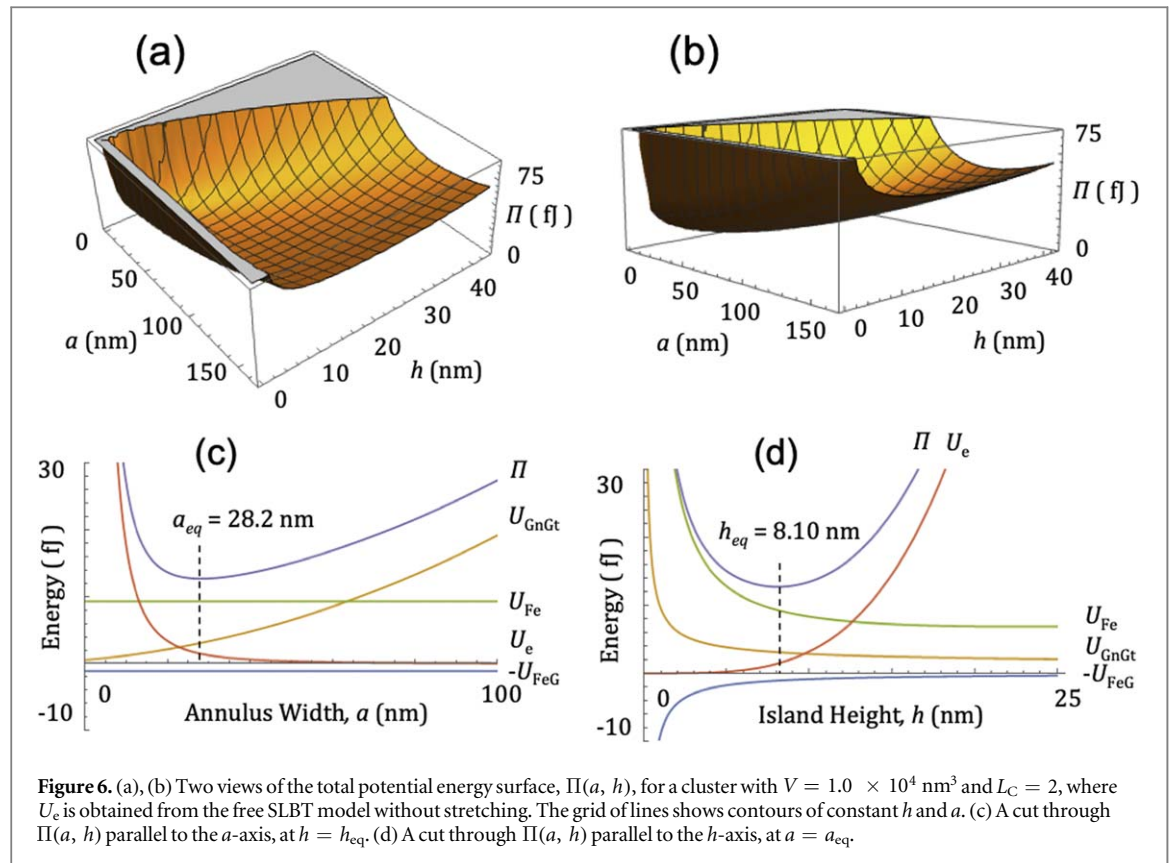 (a)
(b)
75
Π ( fJ )
0
0
50
100
150
a (nm)
0
10
20
30
40
h (nm)
75
Π ( fJ )
0
0
50
100
150
a (nm)
0
10
20
30
40
h (nm)
(c)
30
Energy ( fJ )
-10
a_eq = 28.2 nm
Π
U_GnGt
U_Fe
U_e
-U_FeG
0
100
Annulus Width, a (nm)
(d)
Π U_e
30
Energy ( fJ )
-10
h_eq = 8.10 nm
U_Fe
U_GnGt
-U_FeG
0
25
Island Height, h (nm)
Figure 6. (a), (b) Two views of the total potential energy surface, Π(a, h), for a cluster with V = 1.0 × 10⁴ nm³ and L_C = 2, where
U_e is obtained from the free SLBT model without stretching. The grid of lines shows contours of constant h and a. (c) A cut through
Π(a, h) parallel to the a-axis, at h = h_eq. (d) A cut through Π(a, h) parallel to the h-axis, at a = a_eq.